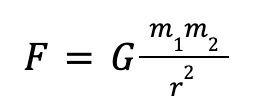 F = G m₁m₂ / r²